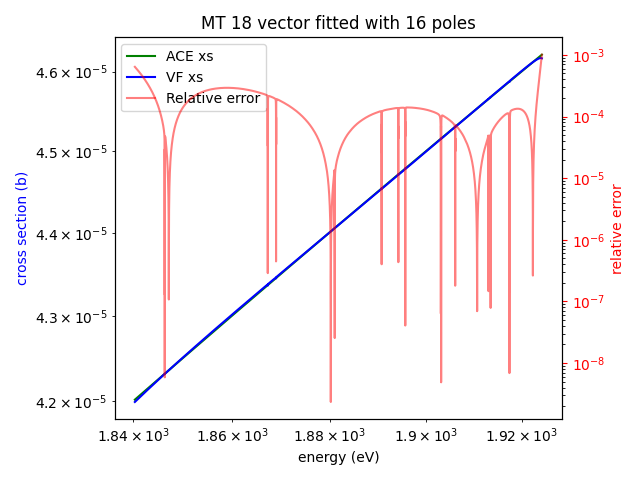 MT 18 vector fitted with 16 poles
ACE xs
VF xs
Relative error
cross section (b)
4.6 × 10⁻⁵
4.5 × 10⁻⁵
4.4 × 10⁻⁵
4.3 × 10⁻⁵
4.2 × 10⁻⁵
10⁻³
10⁻⁴
10⁻⁵
10⁻⁶
10⁻⁷
10⁻⁸
relative error
1.84 × 10³ 1.86 × 10³ 1.88 × 10³ 1.9 × 10³ 1.92 × 10³
energy (eV)